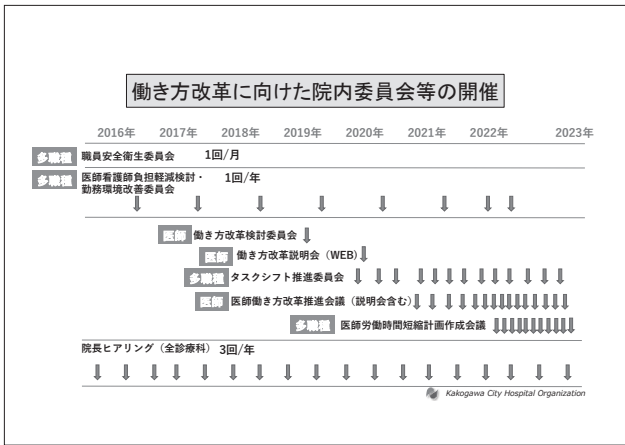 働き方改革に向けた院内委員会等の開催
2016年 2017年 2018年 2019年 2020年 2021年 2022年 2023年
多職種 職員安全衛生委員会 1回/月
多職種 医師看護師負担軽減検討・ 1回/年
勤務環境改善委員会
医師 働き方改革検討委員会
医師 働き方改革説明会（WEB）
多職種 タスクシフト推進委員会
医師 医師働き方改革推進会議（説明会含む）
多職種 医師労働時間短縮計画作成会議
院長ヒアリング（全診療科） 3回/年
Kakogawa City Hospital Organization